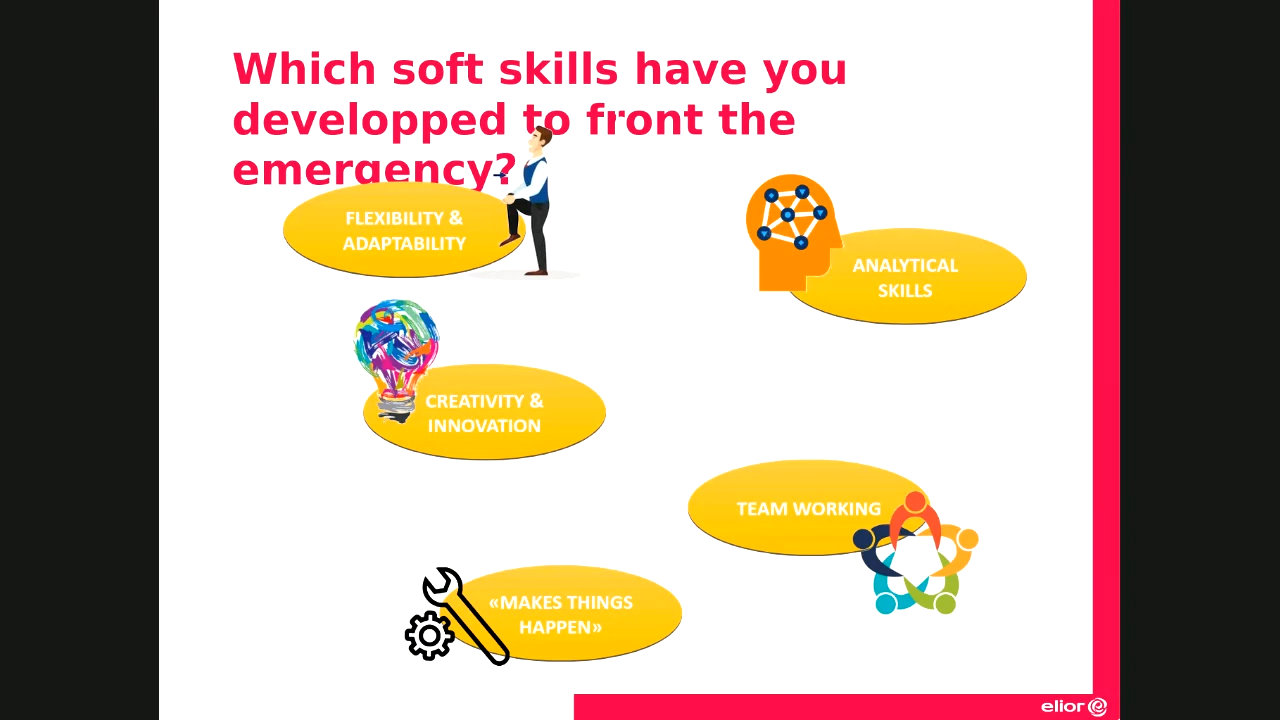 Which soft skills have you
developped to front the
emergency?
FLEXIBILITY &
ADAPTABILITY
ANALYTICAL
SKILLS
CREATIVITY &
INNOVATION
TEAM WORKING
«MAKES THINGS
HAPPEN»
elior